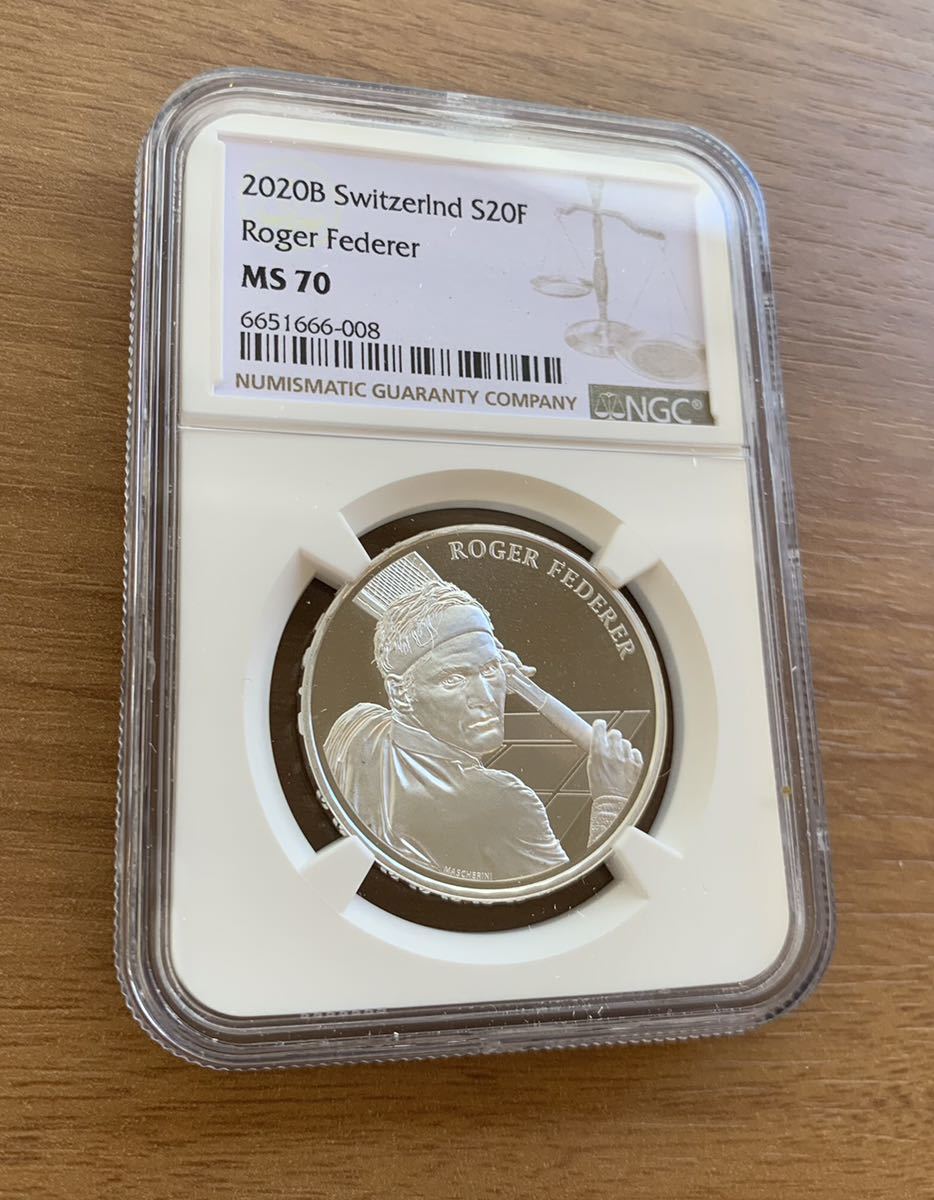 2020B Switzerlnd S20F
Roger Federer
MS 70
6651666-008
NUMISMATIC GUARANTY COMPANY
NGC®
ROGER FEDERER
MASCHERINI